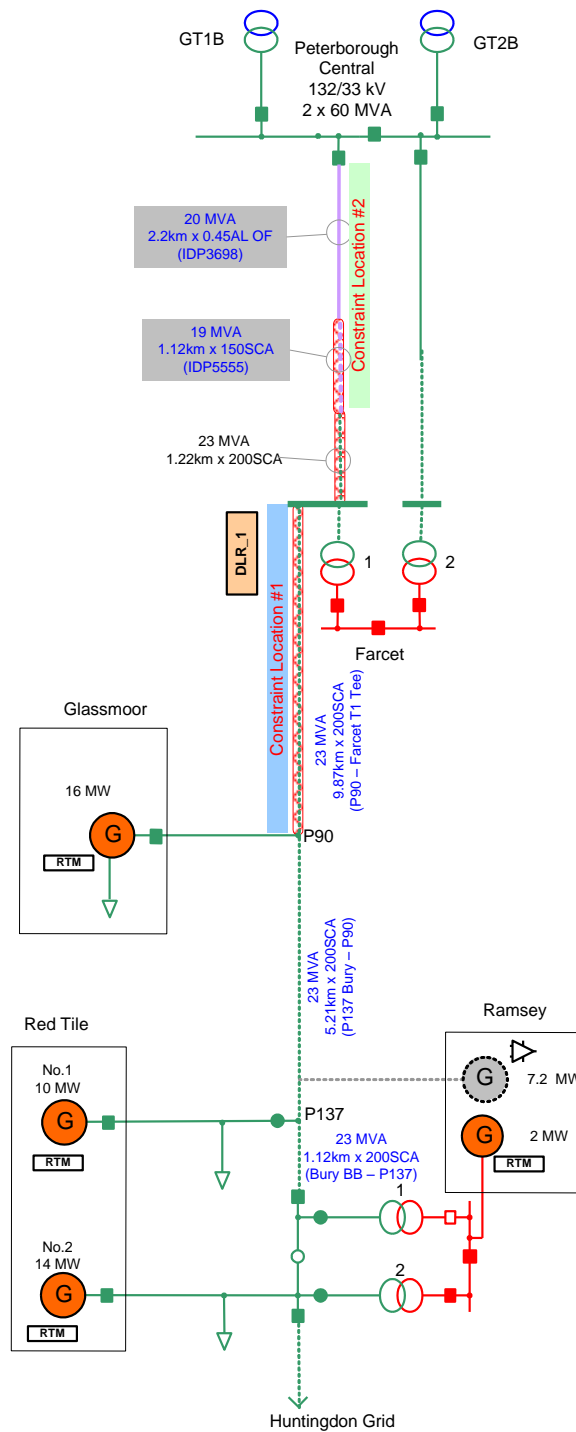 GT1B
GT2B
Peterborough
Central
132/33 kV
2 x 60 MVA
20 MVA
2.2km x 0.45AL OF
(IDP3698)
Constraint Location #2
19 MVA
1.12km x 150SCA
(IDP5555)
23 MVA
1.22km x 200SCA
DLR_1
Constraint Location #1
1
2
Farcet
23 MVA
9.87km x 200SCA
(P90 – Farcet T1 Tee)
Glassmoor
16 MW
G
RTM
P90
23 MVA
5.21km x 200SCA
(P137 Bury – P90)
Red Tile
No.1
10 MW
G
RTM
Ramsey
G
7.2 MW
G
2 MW
RTM
P137
23 MVA
1.12km x 200SCA
(Bury BB – P137)
1
No.2
14 MW
G
RTM
2
Huntingdon Grid